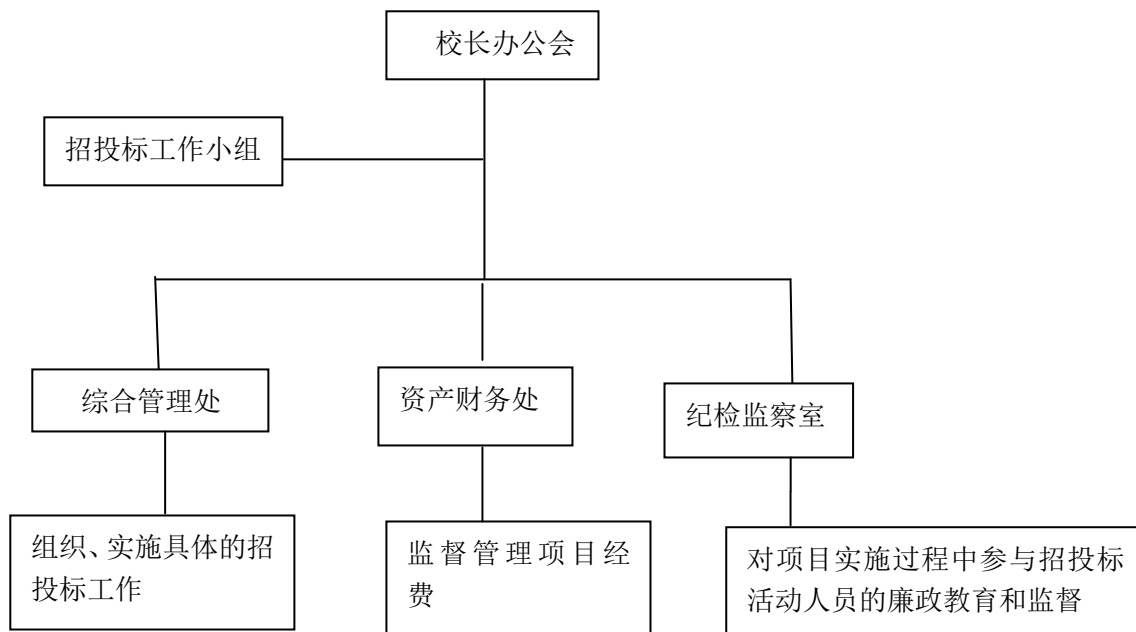 校长办公会
招投标工作小组
综合管理处
资产财务处
纪检监察室
组织、实施具体的招
投标工作
监督管理项目经
费
对项目实施过程中参与招投标
活动人员的廉政教育和监督